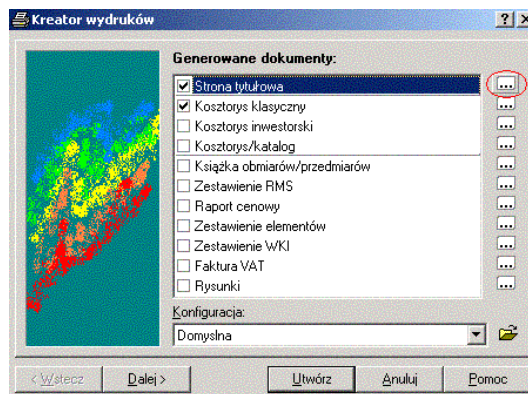 Kreator wydruków
Generowane dokumenty:
Strona tytułowa
Kosztorys klasyczny
Kosztorys inwestorski
Kosztorys/katalog
Książka obmiarów/przedmiarów
Zestawienie RMS
Raport cenowy
Zestawienie elementów
Zestawienie WKI
Faktura VAT
Rysunki
Konfiguracja:
Domyslna
< Wstecz Dalej > Utwórz Anuluj Pomoc